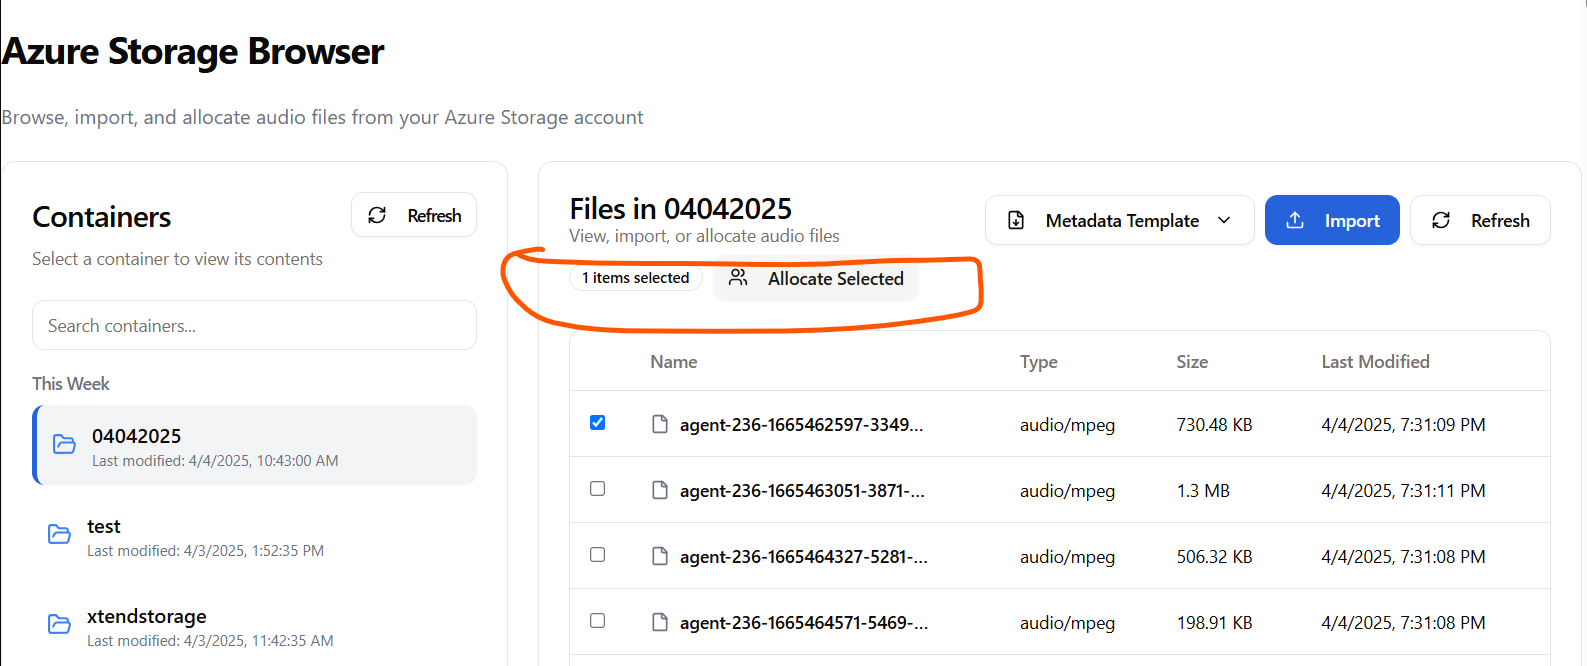 Azure Storage Browser
Browse, import, and allocate audio files from your Azure Storage account
Containers
Refresh
Select a container to view its contents
Search containers...
This Week
04042025
Last modified: 4/4/2025, 10:43:00 AM
test
Last modified: 4/3/2025, 1:52:35 PM
xtendstorage
Last modified: 4/3/2025, 11:42:35 AM
Files in 04042025
View, import, or allocate audio files
1 items selected
Allocate Selected
Metadata Template
Import
Refresh
Name Type Size Last Modified
agent-236-1665462597-3349... audio/mpeg 730.48 KB 4/4/2025, 7:31:09 PM
agent-236-1665463051-3871-... audio/mpeg 1.3 MB 4/4/2025, 7:31:11 PM
agent-236-1665464327-5281-... audio/mpeg 506.32 KB 4/4/2025, 7:31:08 PM
agent-236-1665464571-5469-... audio/mpeg 198.91 KB 4/4/2025, 7:31:08 PM